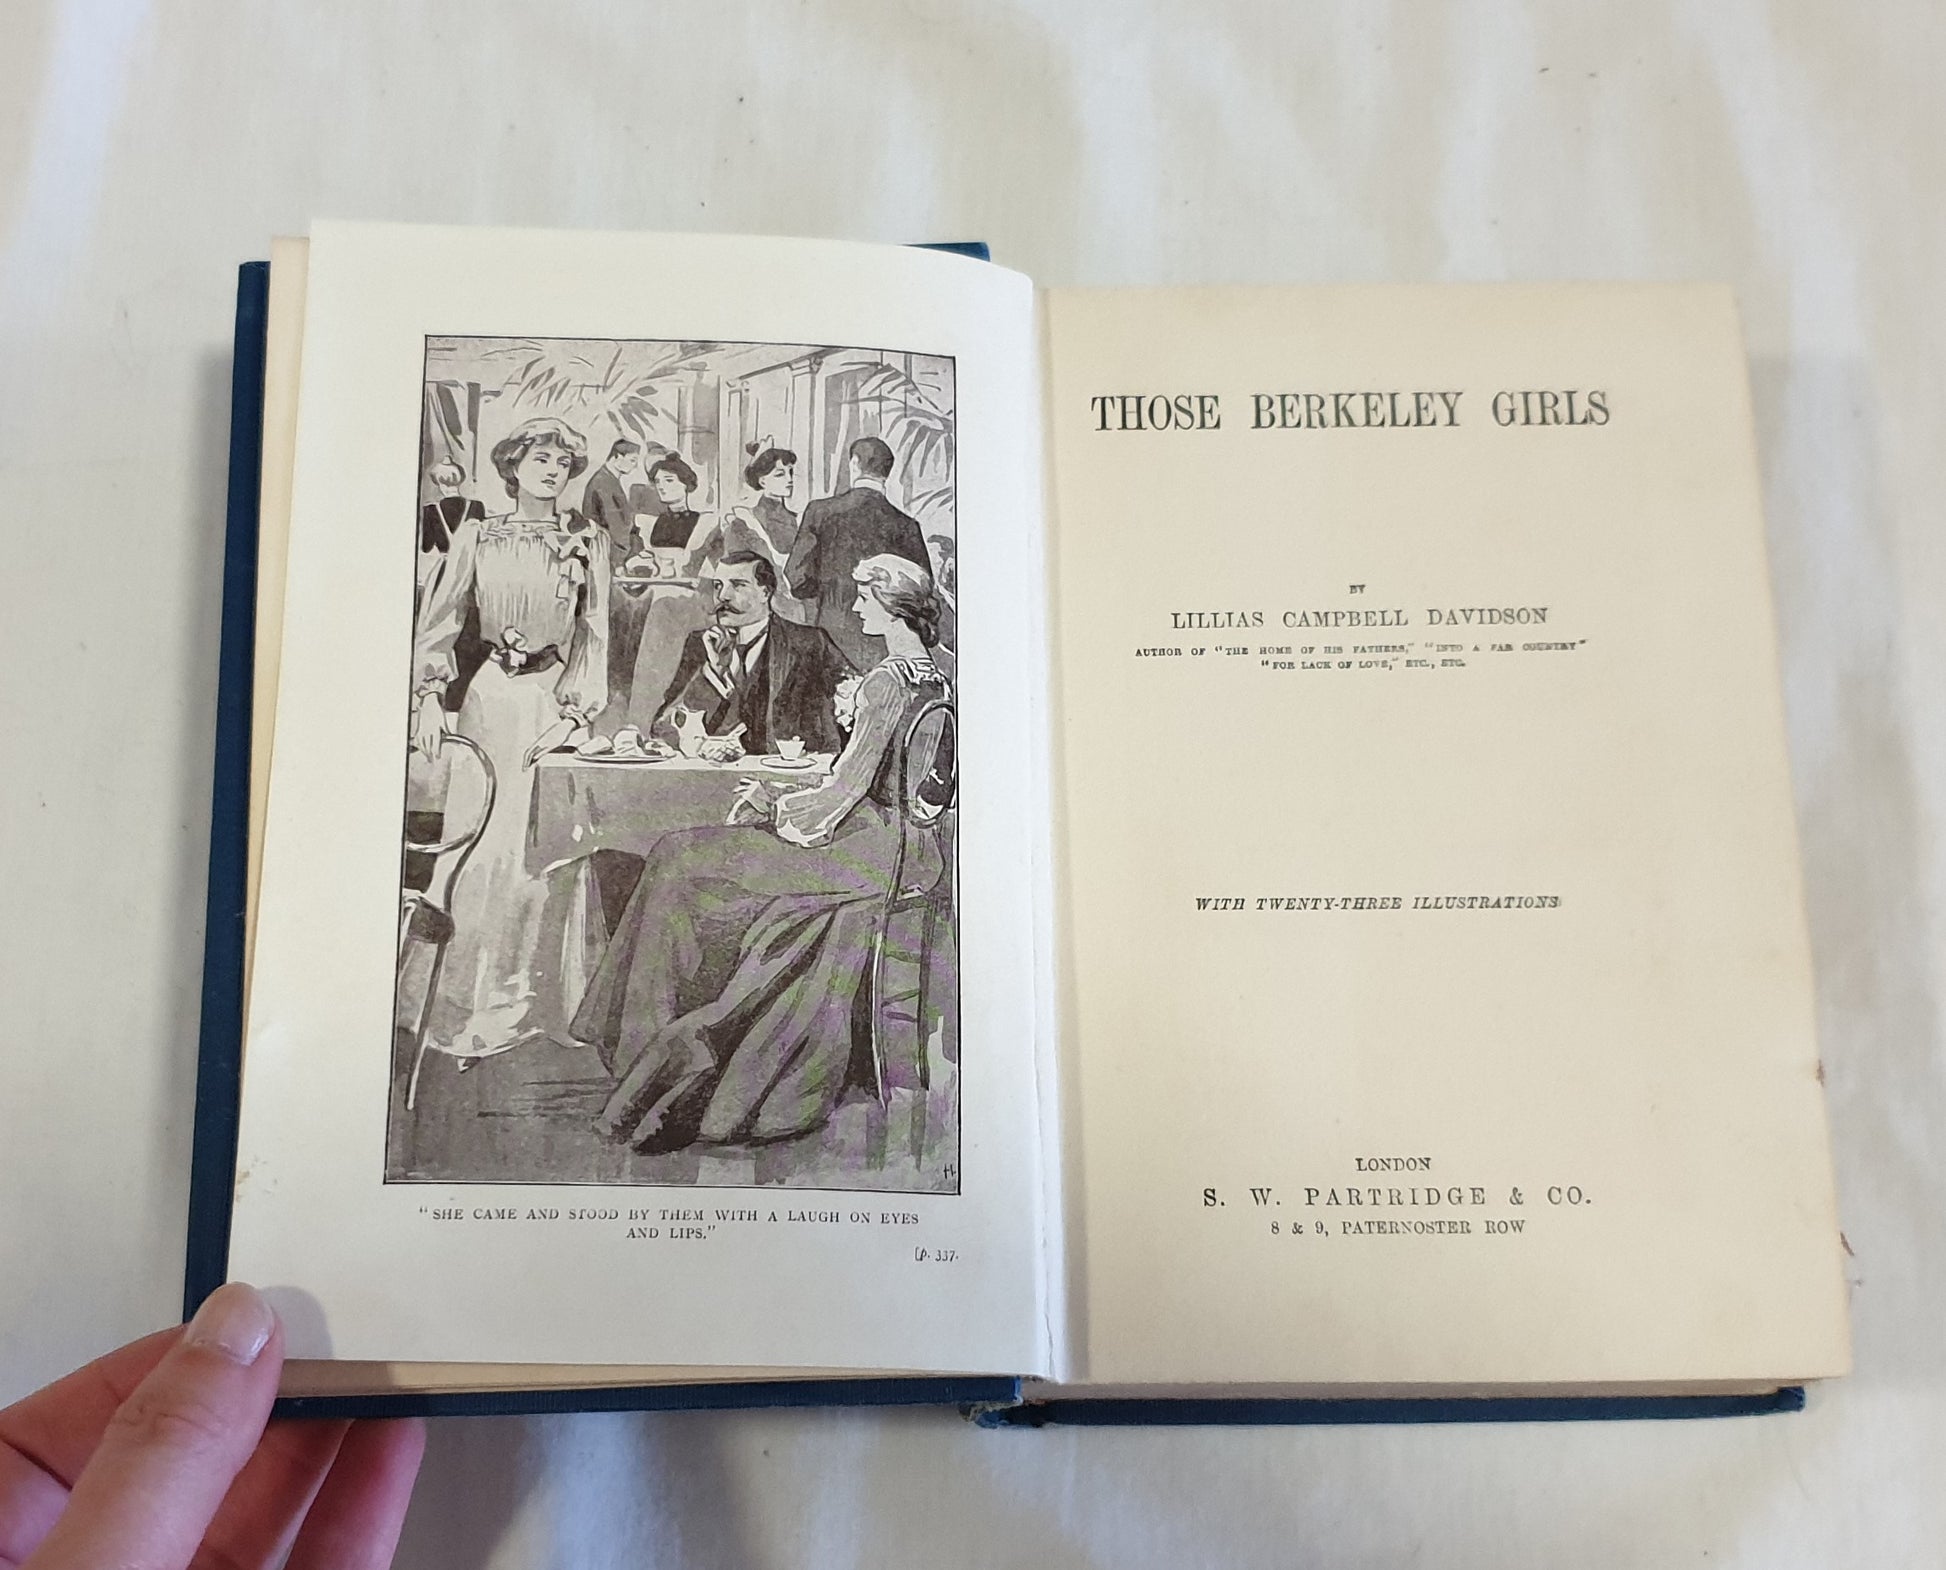 "SHE CAME AND STOOD BY THEM WITH A LAUGH ON EYES
AND LIPS."
[p. 337.
THOSE BERKELEY GIRLS
BY
LILLIAS CAMPBELL DAVIDSON
AUTHOR OF "THE HOME OF HIS FATHERS," "INTO A FAR COUNTRY"
"FOR LACK OF LOVE," ETC., ETC.
WITH TWENTY-THREE ILLUSTRATIONS
LONDON
S. W. PARTRIDGE & CO.
8 & 9, PATERNOSTER ROW